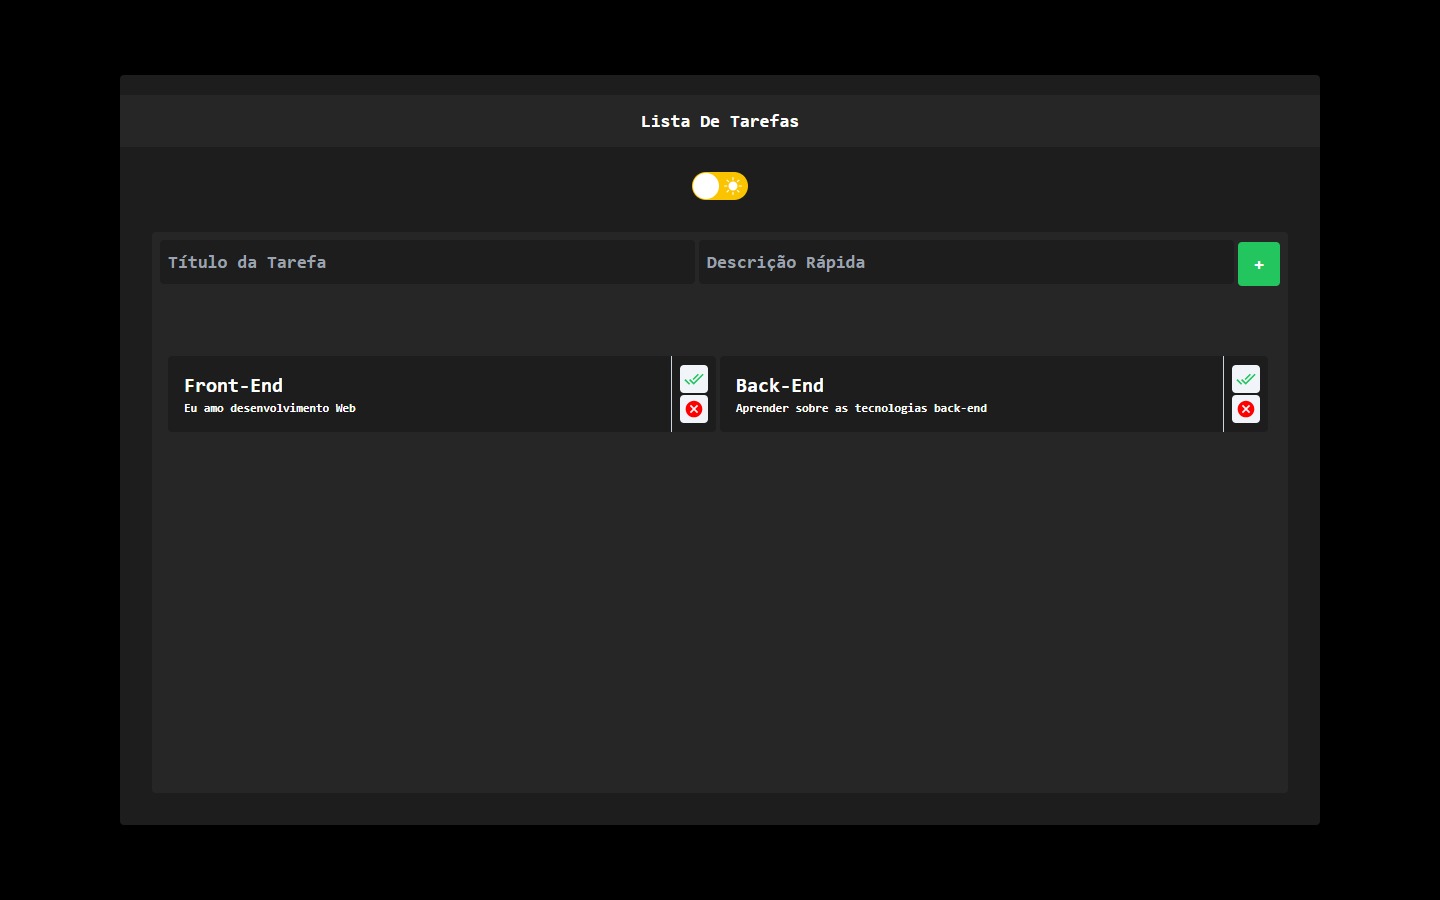 Lista De Tarefas
Título da Tarefa
Descrição Rápida
+
Front-End
Eu amo desenvolvimento Web
Back-End
Aprender sobre as tecnologias back-end